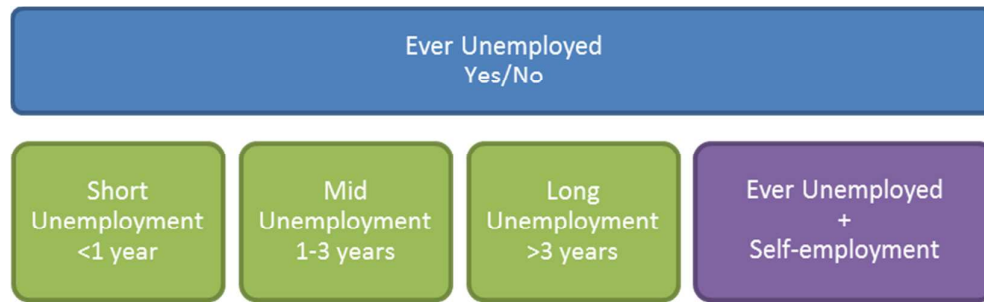 Ever Unemployed
Yes/No
Short
Unemployment
<1 year
Mid
Unemployment
1-3 years
Long
Unemployment
>3 years
Ever Unemployed
+
Self-employment